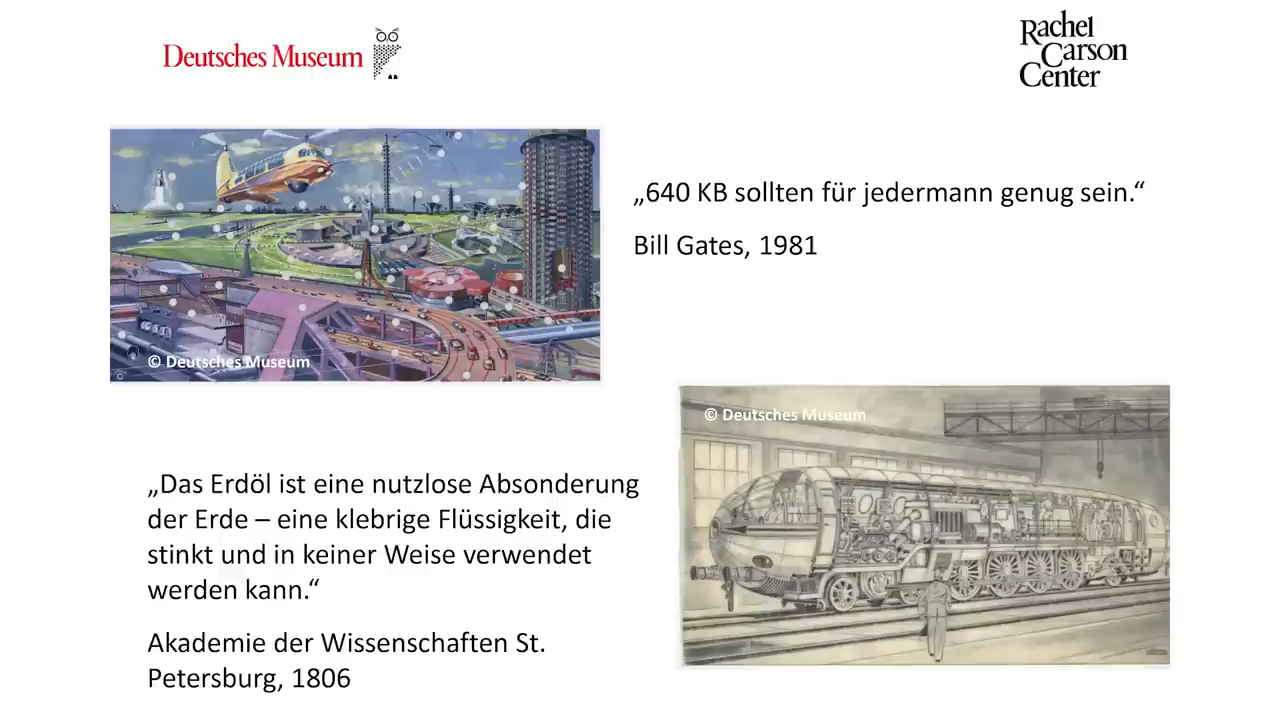 Deutsches Museum
Rachel
Carson
Center
© Deutsches Museum
„640 KB sollten für jedermann genug sein.“
Bill Gates, 1981
© Deutsches Museum
„Das Erdöl ist eine nutzlose Absonderung
der Erde – eine klebrige Flüssigkeit, die
stinkt und in keiner Weise verwendet
werden kann.“
Akademie der Wissenschaften St.
Petersburg, 1806